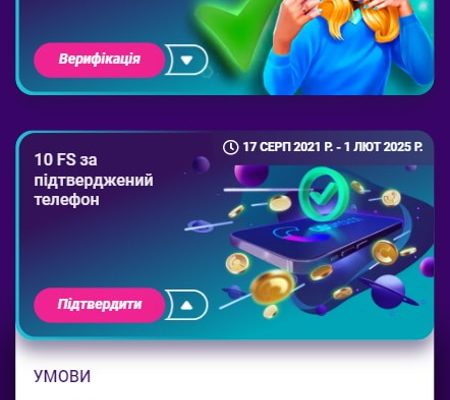 Верифікація
17 СЕРП 2021 Р. - 1 ЛЮТ 2025 Р.
10 FS за
підтверджений
телефон
Підтвердити
УМОВИ